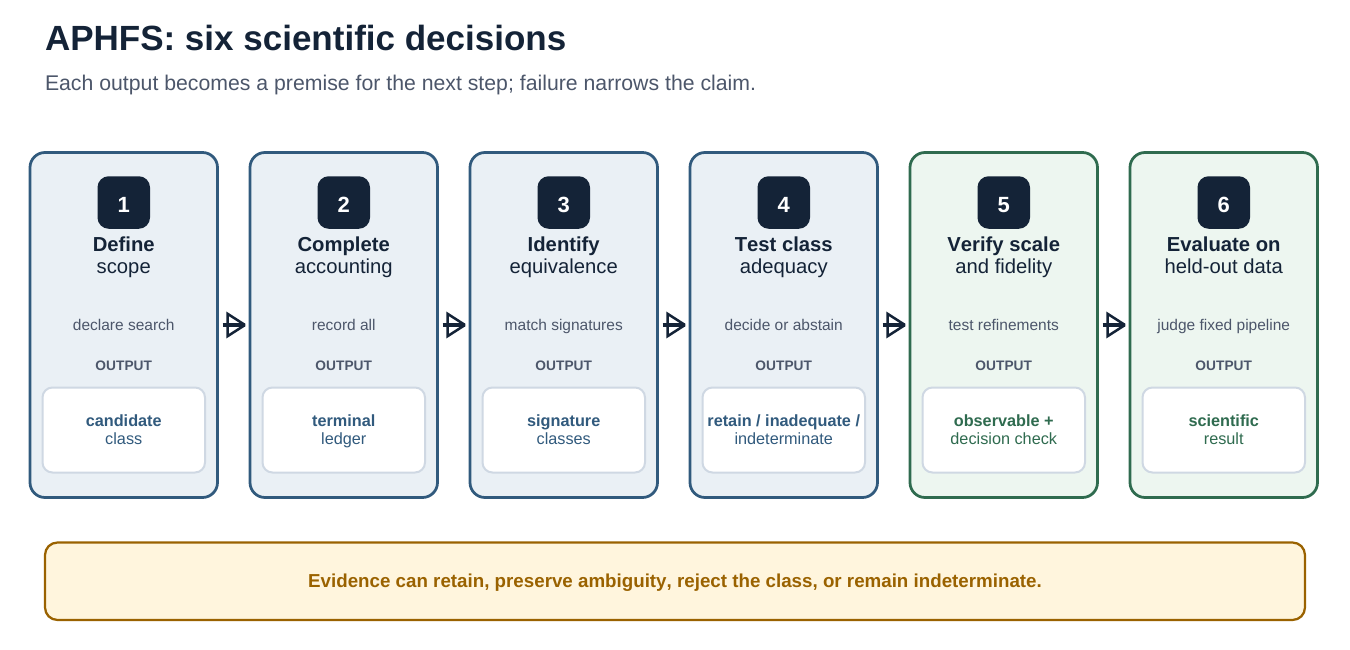 APHFS: six scientific decisions
Each output becomes a premise for the next step; failure narrows the claim.
1
Define
scope
declare search
OUTPUT
candidate
class
2
Complete
accounting
record all
OUTPUT
terminal
ledger
3
Identify
equivalence
match signatures
OUTPUT
signature
classes
4
Test class
adequacy
decide or abstain
OUTPUT
retain / inadequate /
indeterminate
5
Verify scale
and fidelity
test refinements
OUTPUT
observable +
decision check
6
Evaluate on
held-out data
judge fixed pipeline
OUTPUT
scientific
result
Evidence can retain, preserve ambiguity, reject the class, or remain indeterminate.